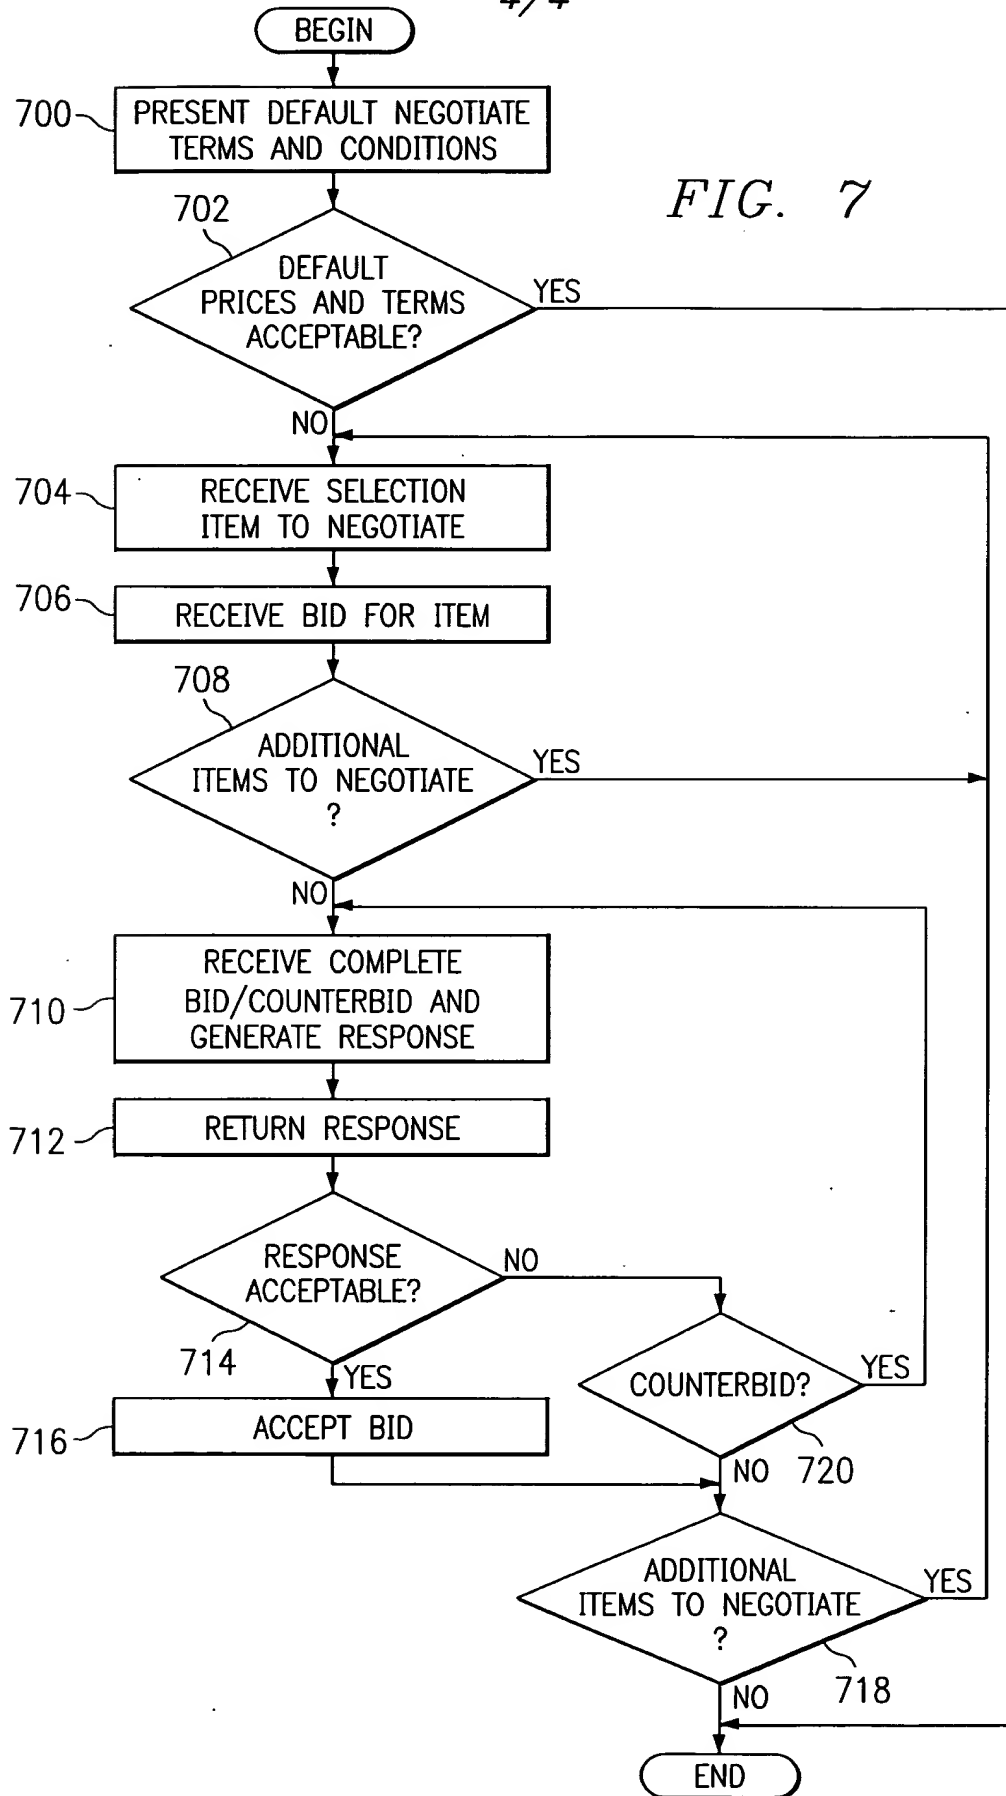 4/4
BEGIN
700
PRESENT DEFAULT NEGOTIATE
TERMS AND CONDITIONS
FIG. 7
702
DEFAULT
PRICES AND TERMS
ACCEPTABLE?
YES
NO
704
RECEIVE SELECTION
ITEM TO NEGOTIATE
706
RECEIVE BID FOR ITEM
708
ADDITIONAL
ITEMS TO NEGOTIATE
?
YES
NO
710
RECEIVE COMPLETE
BID/COUNTERBID AND
GENERATE RESPONSE
712
RETURN RESPONSE
RESPONSE
ACCEPTABLE?
NO
714
YES
COUNTERBID?
YES
716
ACCEPT BID
NO
720
ADDITIONAL
ITEMS TO NEGOTIATE
?
YES
718
NO
END